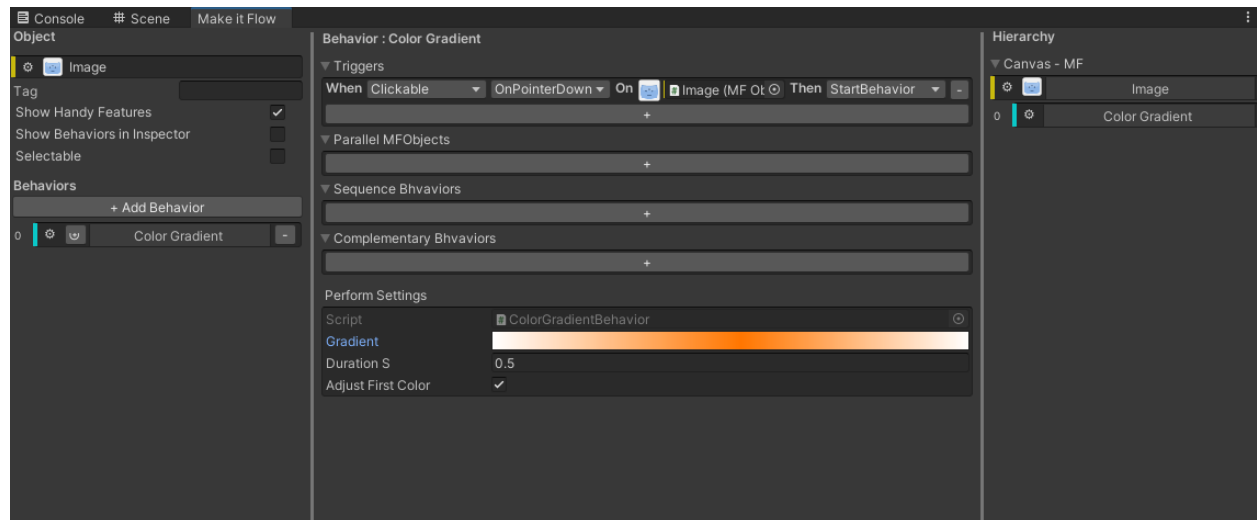 Console Scene Make it Flow
Object
Image
Tag
Show Handy Features
Show Behaviors in Inspector
Selectable
Behaviors
+ Add Behavior
0 Color Gradient -
Behavior : Color Gradient
Triggers
When Clickable OnPointerDown On Image (MF Ob Then StartBehavior -
+
Parallel MFObjects
+
Sequence Bhvaviors
+
Complementary Bhvaviors
+
Perform Settings
Script # ColorGradientBehavior
Gradient
Duration S 0.5
Adjust First Color
Hierarchy
Canvas - MF
Image
0 Color Gradient